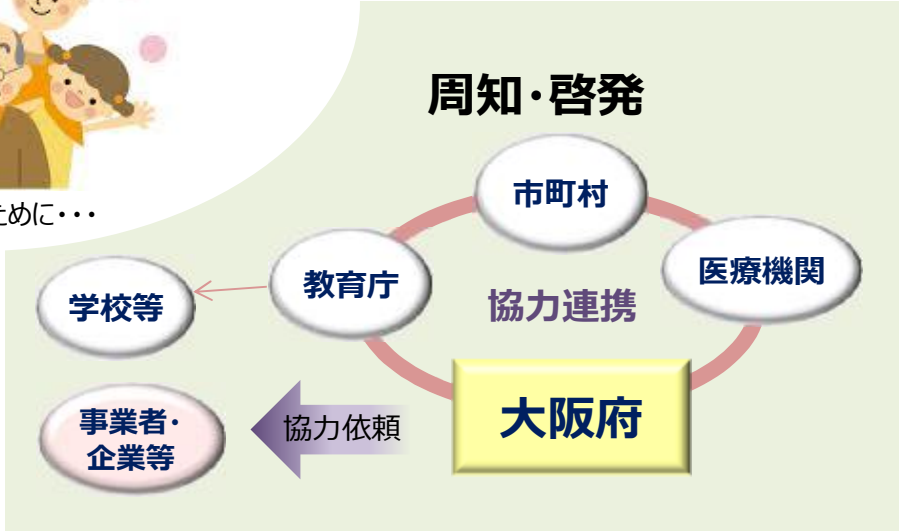 周知・啓発
市町村
ために・・・
教育庁
医療機関
学校等
協力連携
大阪府
事業者・
企業等
協力依頼